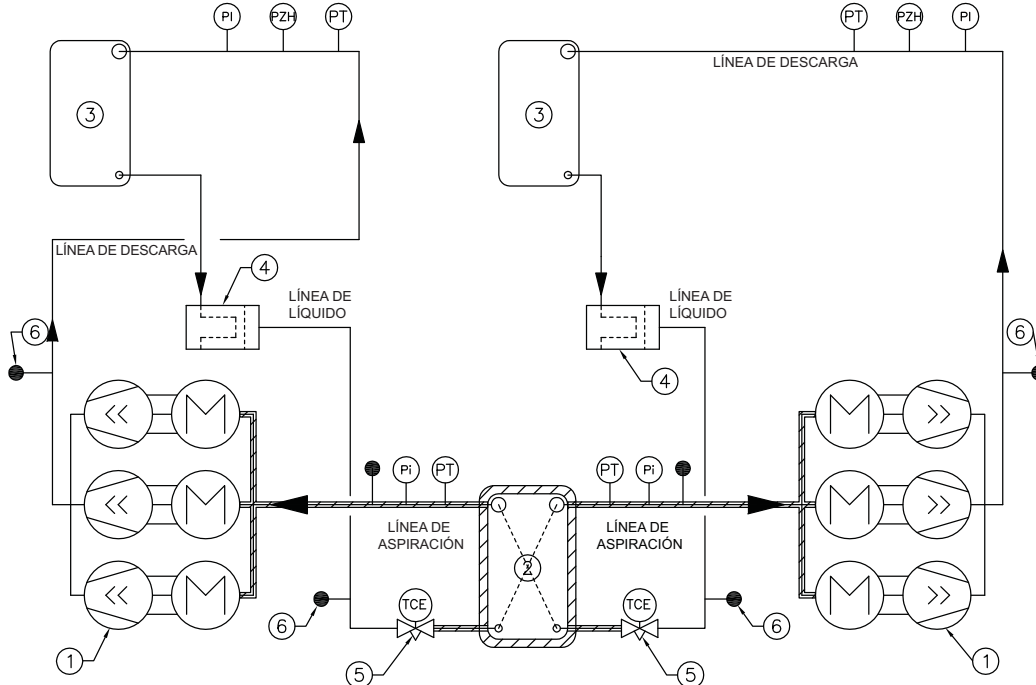 PI PZH PT PT PZH PI
LÍNEA DE DESCARGA
3 3
LÍNEA DE DESCARGA
4
LÍNEA DE
LÍQUIDO
LÍNEA DE
LÍQUIDO
6 6
4
M M
Pi PT PT Pi
M M
LÍNEA DE
ASPIRACIÓN
LÍNEA DE
ASPIRACIÓN
2
M TCE TCE M
6 6
1 5 5 1